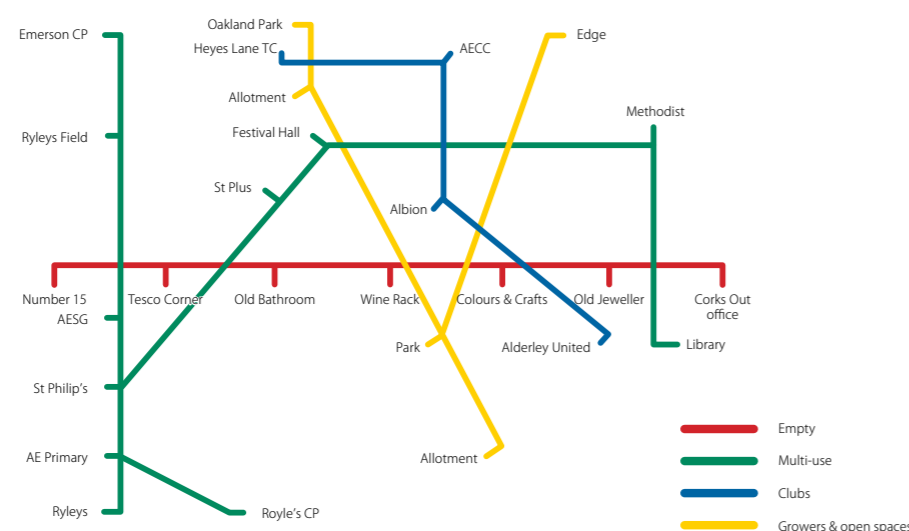 Oakland Park
Emerson CP
Edge
Heyes Lane TC
AECC
Allotment
Methodist
Festival Hall
Ryleys Field
St Plus
Albion
Number 15
Tesco Corner
Old Bathroom
Wine Rack
Colours & Crafts
Old Jeweller
Corks Out
office
AESG
Park
Alderley United
Library
St Philip's
Empty
AE Primary
Allotment
Multi-use
Clubs
Ryleys
Royle's CP
Growers & open spaces